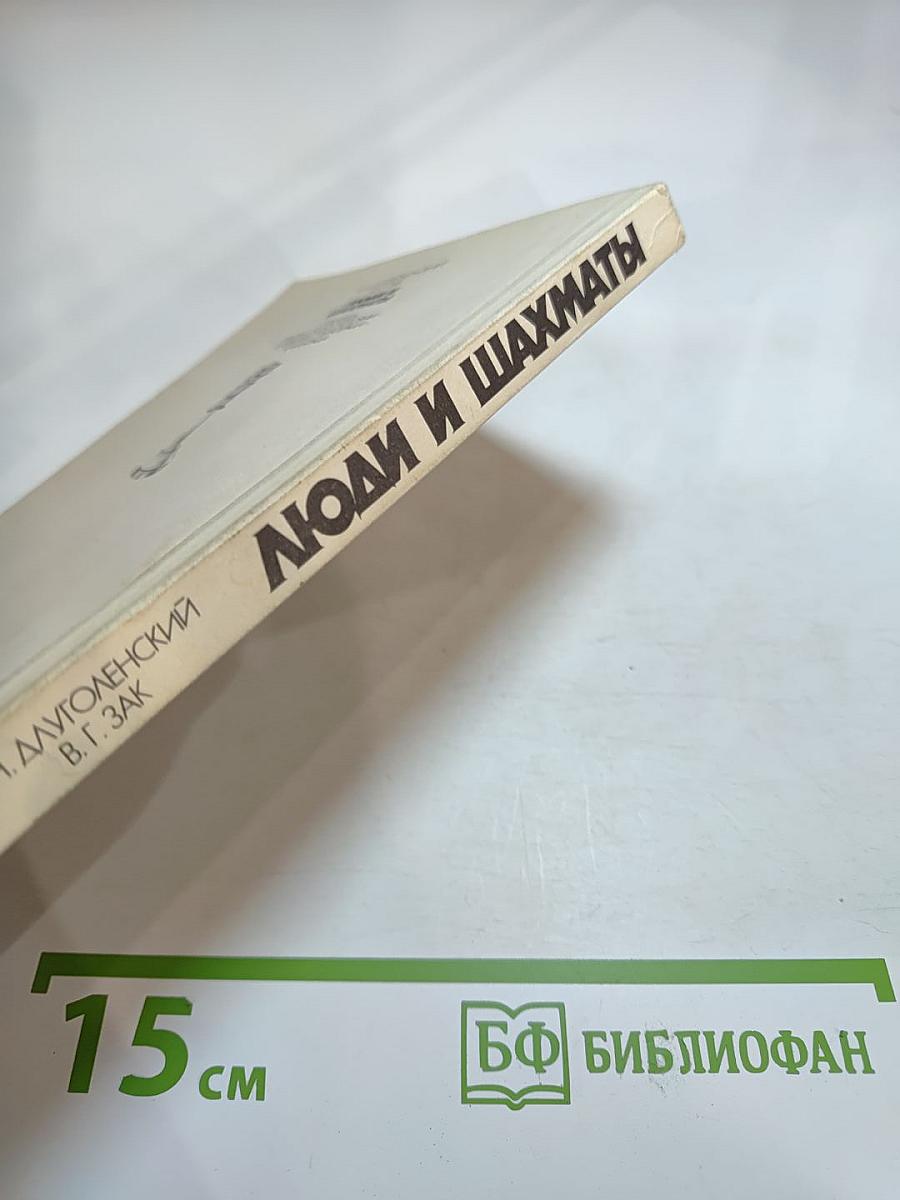 ЛЮДИ И ШАХМАТЫ
. ДЛУГОЛЕНСКИЙ
В. Г. ЗАК
15 см
БФ БИБЛИОФАН